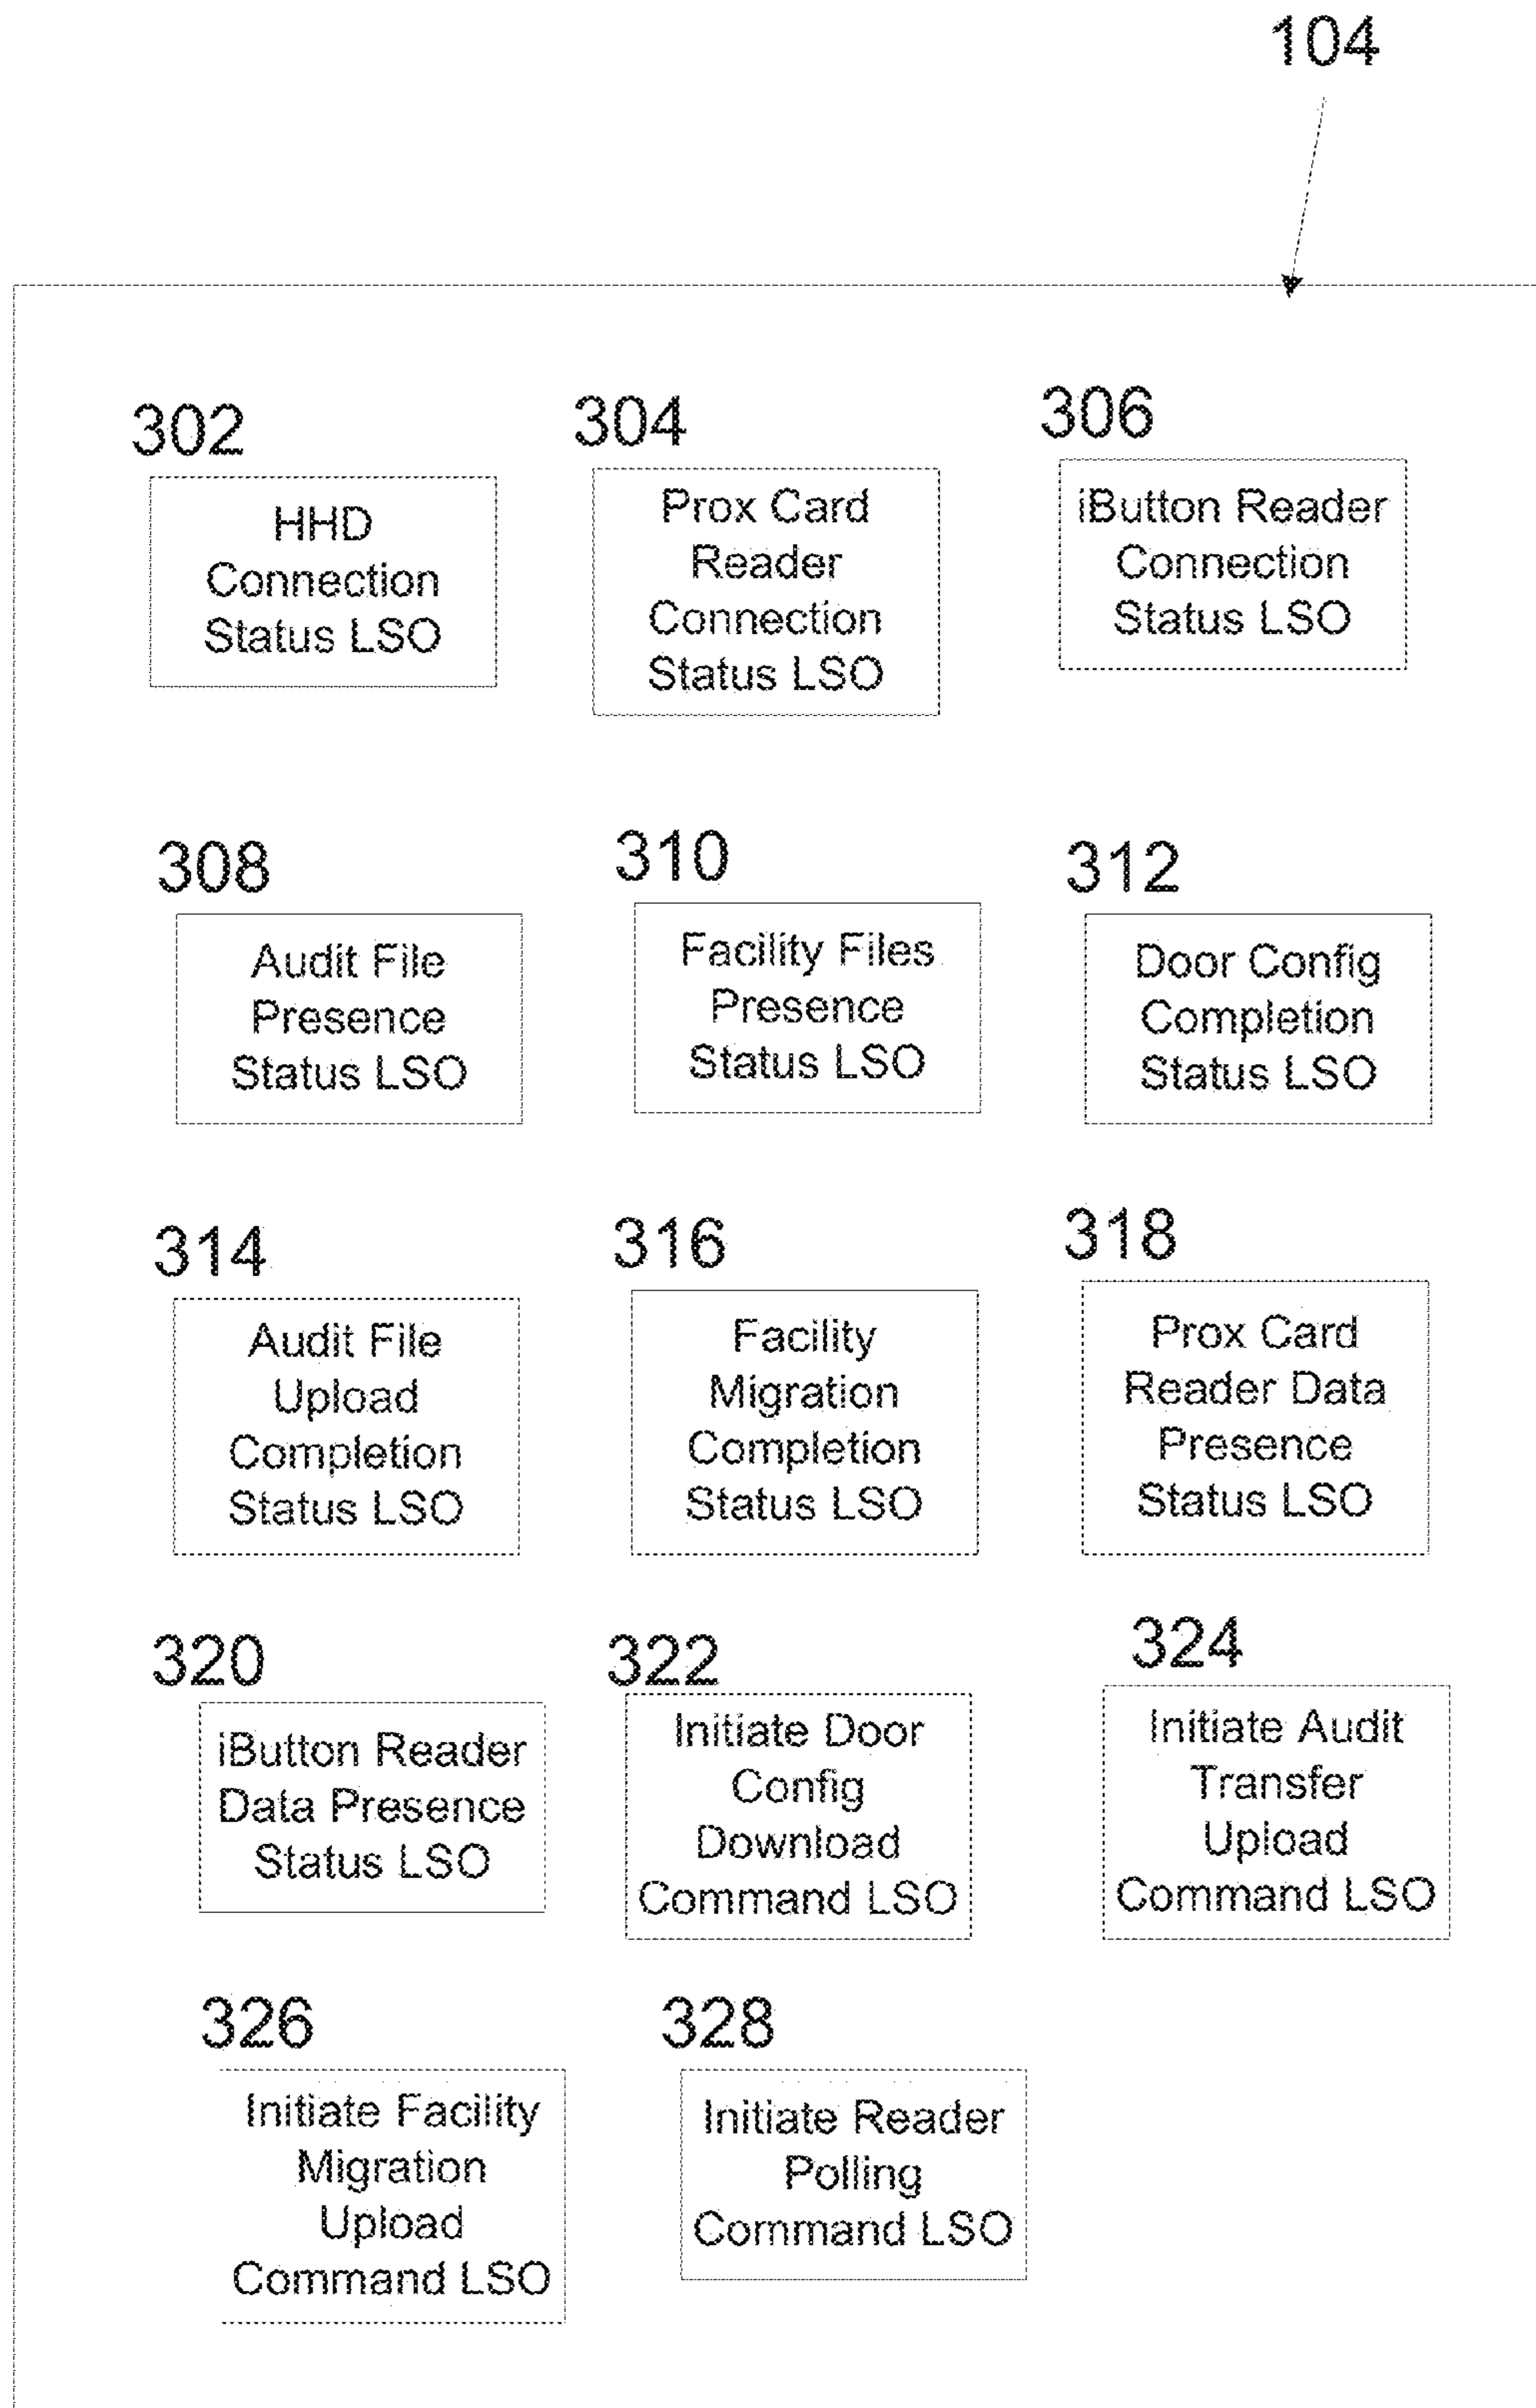 104
302
HHD
Connection
Status LSO
304
Prox Card
Reader
Connection
Status LSO
306
iButton Reader
Connection
Status LSO
308
Audit File
Presence
Status LSO
310
Facility Files
Presence
Status LSO
312
Door Config
Completion
Status LSO
314
Audit File
Upload
Completion
Status LSO
316
Facility
Migration
Completion
Status LSO
318
Prox Card
Reader Data
Presence
Status LSO
320
iButton Reader
Data Presence
Status LSO
322
Initiate Door
Config
Download
Command LSO
324
Initiate Audit
Transfer
Upload
Command LSO
326
Initiate Facility
Migration
Upload
Command LSO
328
Initiate Reader
Polling
Command LSO